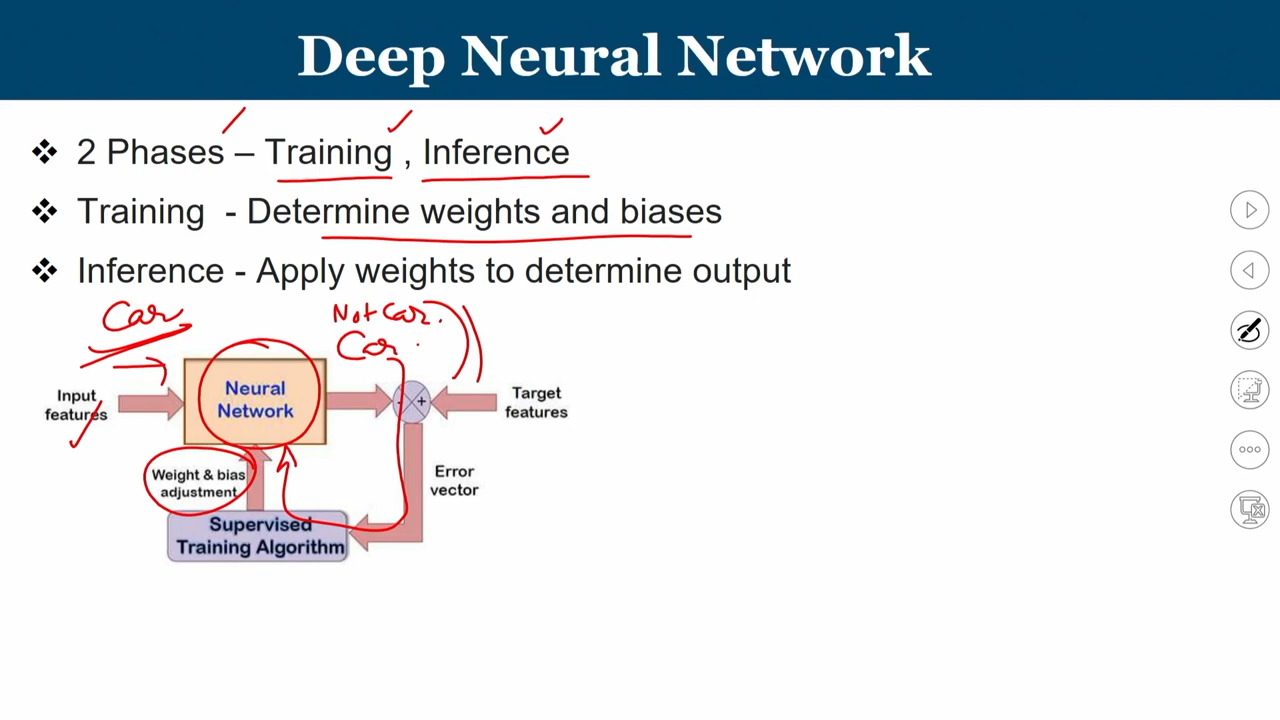 Deep Neural Network
❖ 2 Phases – Training , Inference
❖ Training - Determine weights and biases
❖ Inference - Apply weights to determine output
Car
Not Car.
Car
Input
features
Neural
Network
- +
Target
features
Weight & bias
adjustment
Error
vector
Supervised
Training Algorithm